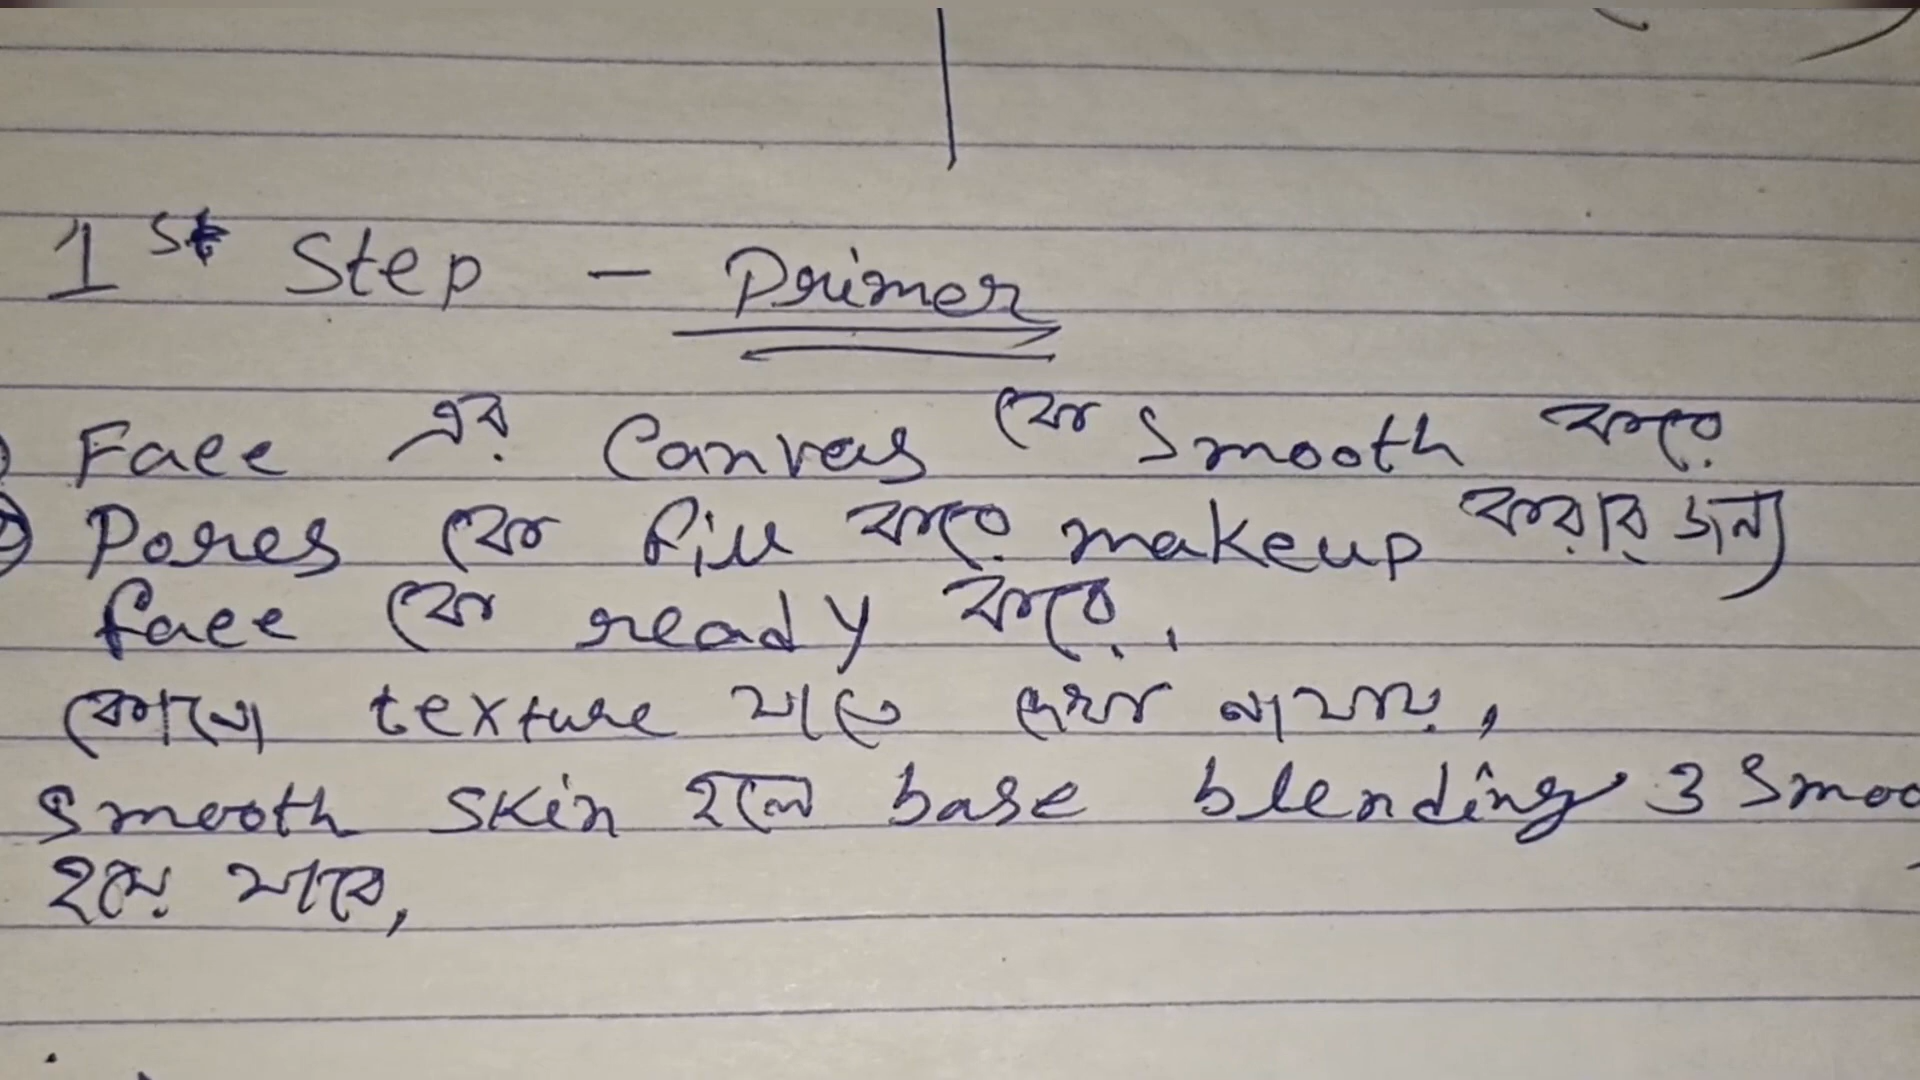 1st Step - Primer
Face এর Canvas কে Smooth করে
Pores কে fill করে makeup করার জন্য
face কে ready করে.
কোনো texture যাতে দেখা না যায়,
Smooth skin হলে base blending ও Smoo
হয়ে যাবে,